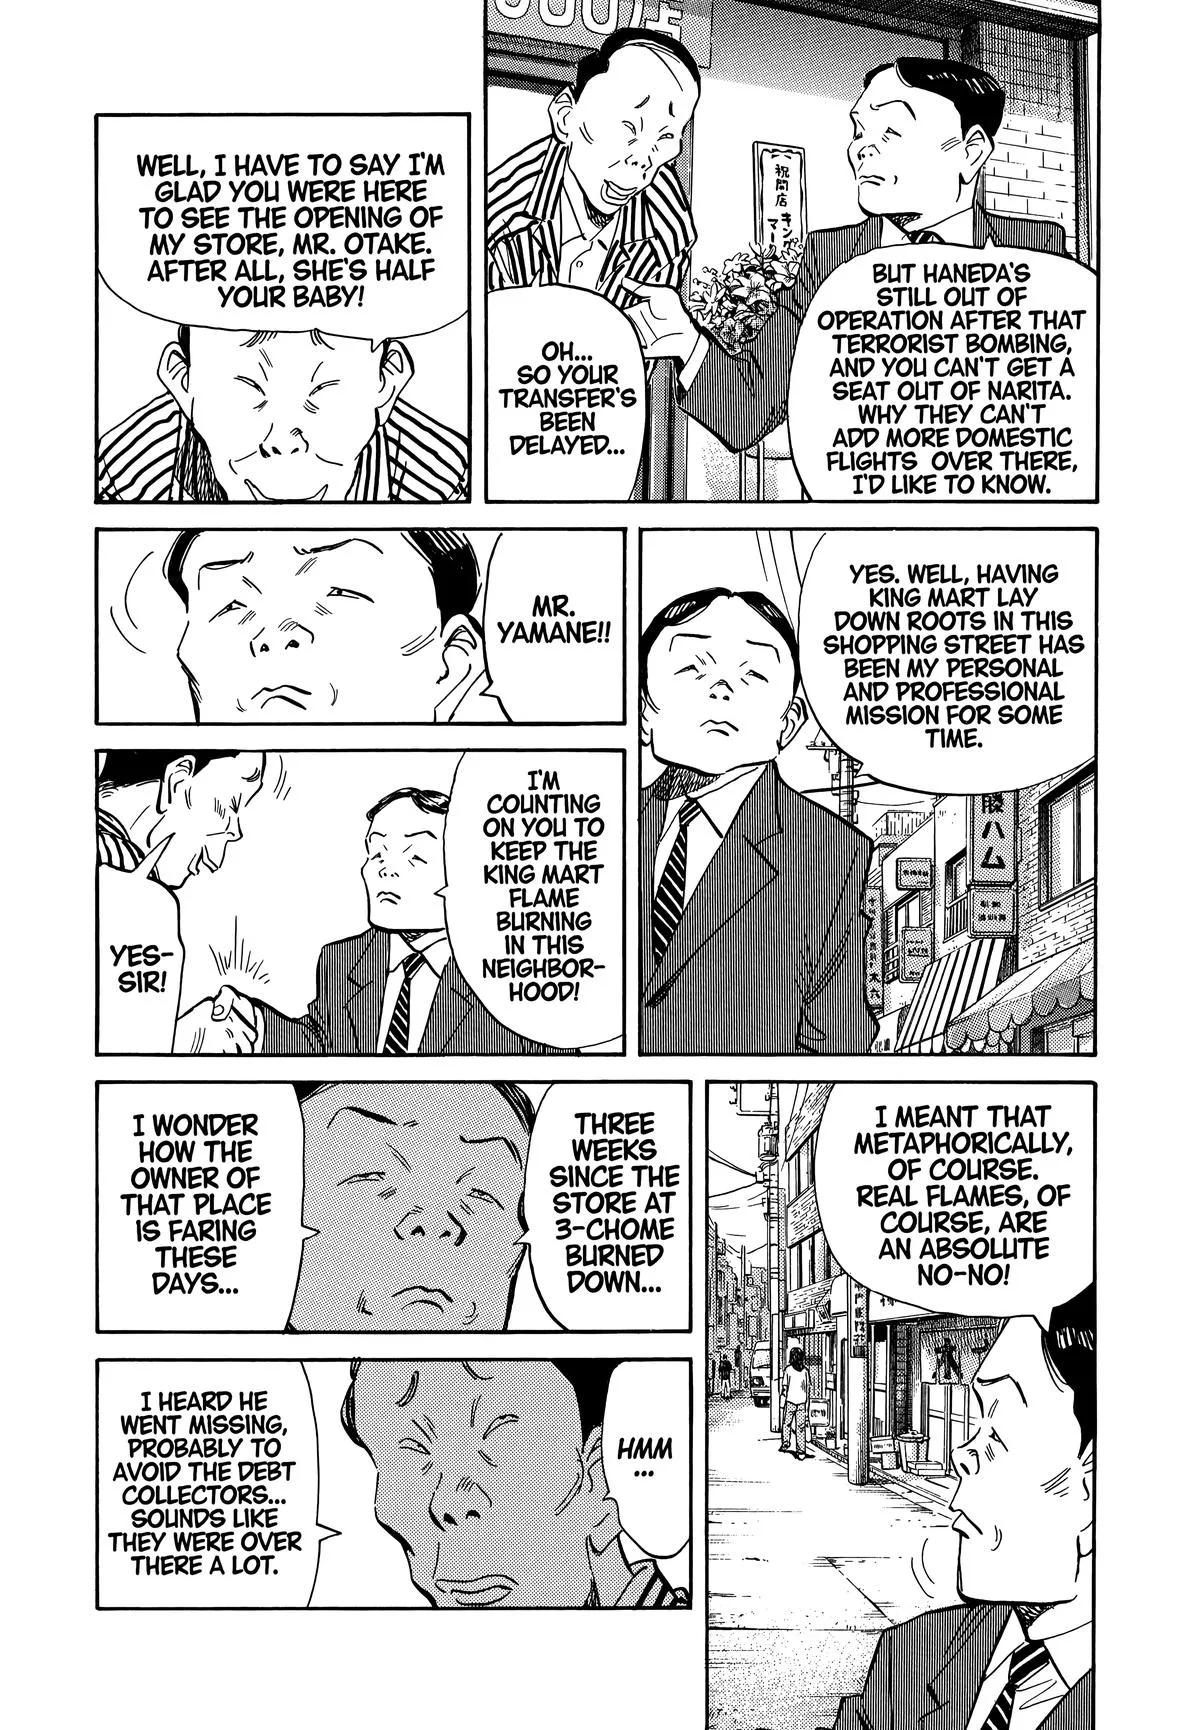 BUT HANEDA'S
STILL OUT OF
OPERATION AFTER THAT
TERRORIST BOMBING,
AND YOU CAN'T GET A
SEAT OUT OF NARITA.
WHY THEY CAN'T
ADD MORE DOMESTIC
FLIGHTS OVER THERE,
I'D LIKE TO KNOW.
祝開店
キング
マー
OH...
SO YOUR
TRANSFER'S
BEEN
DELAYED...
WELL, I HAVE TO SAY I'M
GLAD YOU WERE HERE
TO SEE THE OPENING OF
MY STORE, MR. OTAKE.
AFTER ALL, SHE'S HALF
YOUR BABY!
YES. WELL, HAVING
KING MART LAY
DOWN ROOTS IN THIS
SHOPPING STREET HAS
BEEN MY PERSONAL
AND PROFESSIONAL
MISSION FOR SOME
TIME.
ハム
MR.
YAMANE!!
I'M
COUNTING
ON YOU TO
KEEP THE
KING MART
FLAME
BURNING
IN THIS
NEIGHBOR-
HOOD!
YES-
SIR!
I MEANT THAT
METAPHORICALLY,
OF COURSE.
REAL FLAMES, OF
COURSE, ARE
AN ABSOLUTE
NO-NO!
THREE
WEEKS
SINCE THE
STORE AT
3-CHOME
BURNED
DOWN...
I WONDER
HOW THE
OWNER OF
THAT PLACE
IS FARING
THESE
DAYS...
HMM
...
I HEARD HE
WENT MISSING,
PROBABLY TO
AVOID THE DEBT
COLLECTORS...
SOUNDS LIKE
THEY WERE OVER
THERE A LOT.